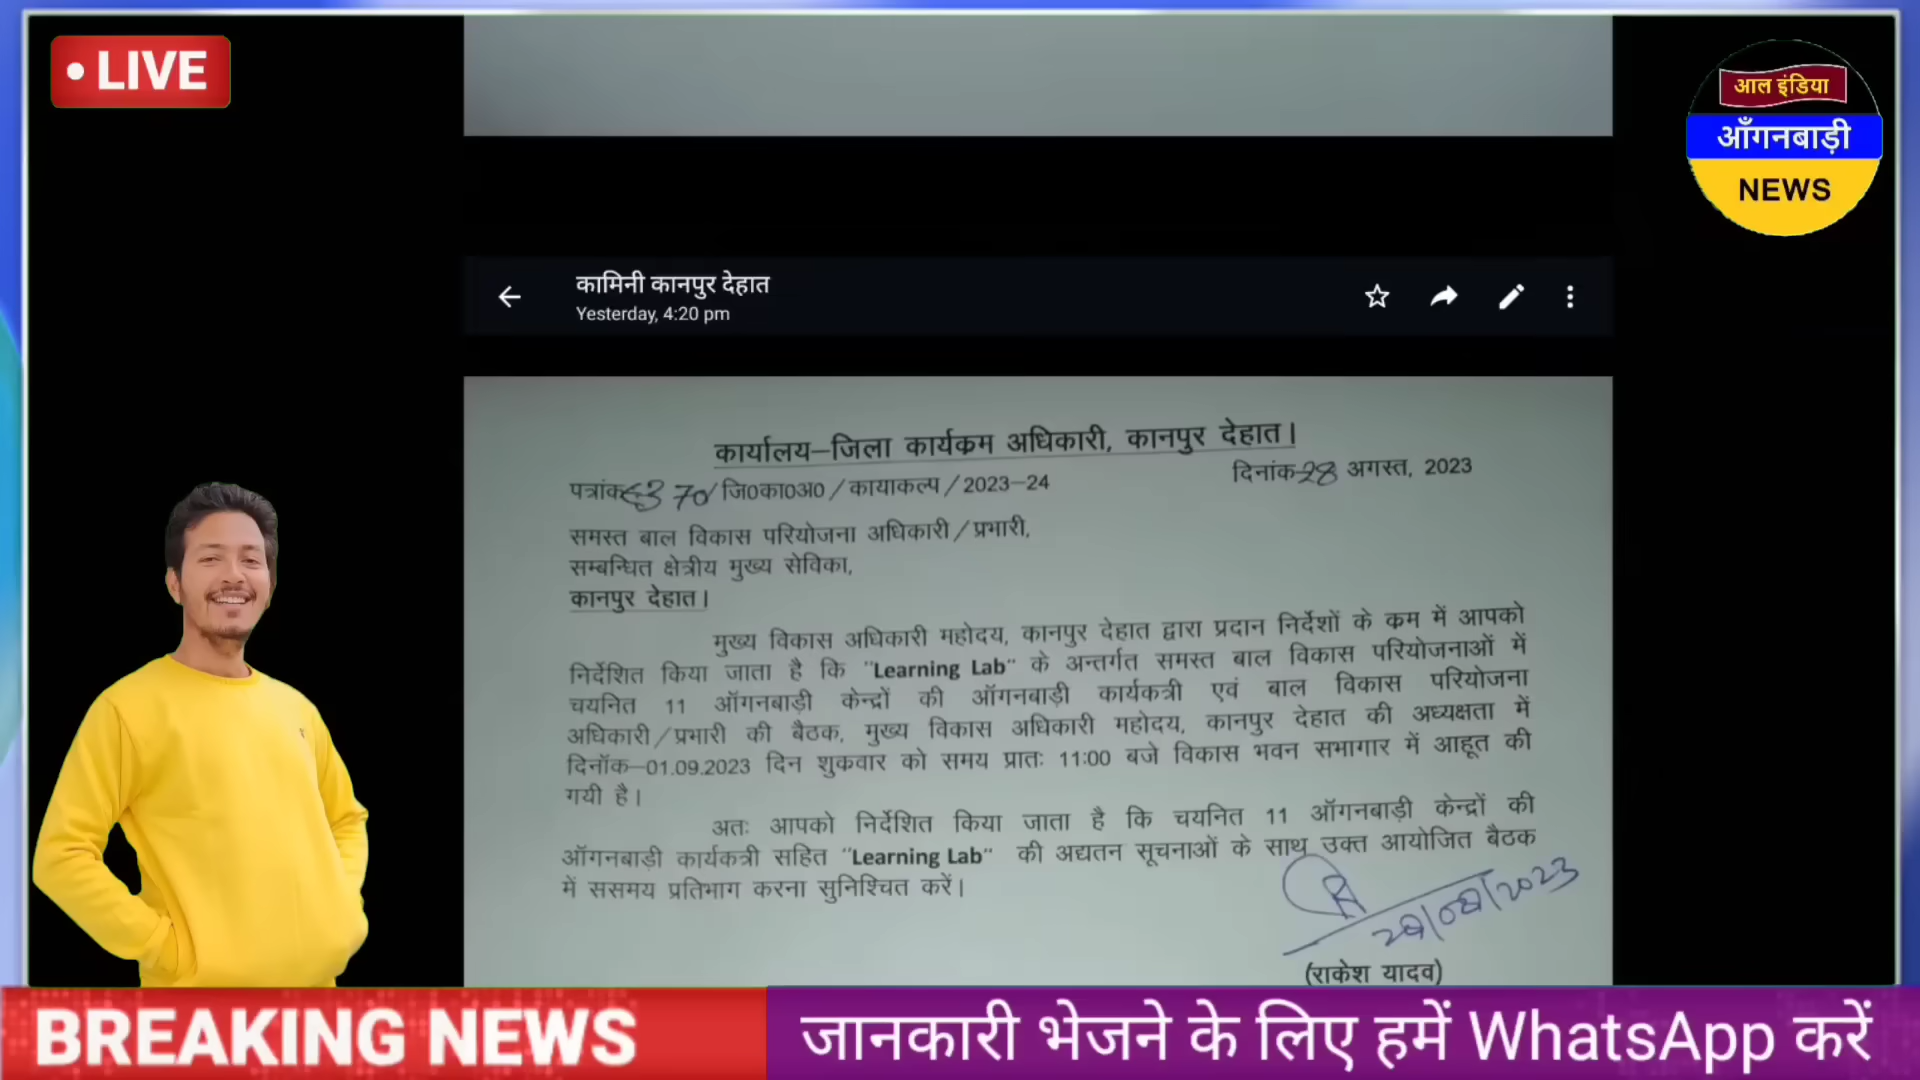 • LIVE
आल इंडिया
आँगनबाड़ी
NEWS
कामिनी कानपुर देहात
Yesterday, 4:20 pm
कार्यालय–जिला कार्यक्रम अधिकारी, कानपुर देहात।
पत्रांक 70/जि0का0अ0/कायाकल्प/2023–24
दिनांक 28 अगस्त, 2023
समस्त बाल विकास परियोजना अधिकारी/प्रभारी,
सम्बन्धित क्षेत्रीय मुख्य सेविका,
कानपुर देहात।
मुख्य विकास अधिकारी महोदय, कानपुर देहात द्वारा प्रदान निर्देशों के क्रम में आपको
निर्देशित किया जाता है कि "Learning Lab" के अन्तर्गत समस्त बाल विकास परियोजनाओं में
चयनित 11 ऑगनबाड़ी केन्द्रों की ऑगनबाड़ी कार्यकत्री एवं बाल विकास परियोजना
अधिकारी/प्रभारी की बैठक, मुख्य विकास अधिकारी महोदय, कानपुर देहात की अध्यक्षता में
दिनॉक–01.09.2023 दिन शुक्रवार को समय प्रातः 11:00 बजे विकास भवन सभागार में आहूत की
गयी है।
अतः आपको निर्देशित किया जाता है कि चयनित 11 ऑगनबाड़ी केन्द्रों की
ऑगनबाड़ी कार्यकत्री सहित "Learning Lab" की अद्यतन सूचनाओं के साथ उक्त आयोजित बैठक
में ससमय प्रतिभाग करना सुनिश्चित करें।
(राकेश यादव)
BREAKING NEWS
जानकारी भेजने के लिए हमें WhatsApp करें